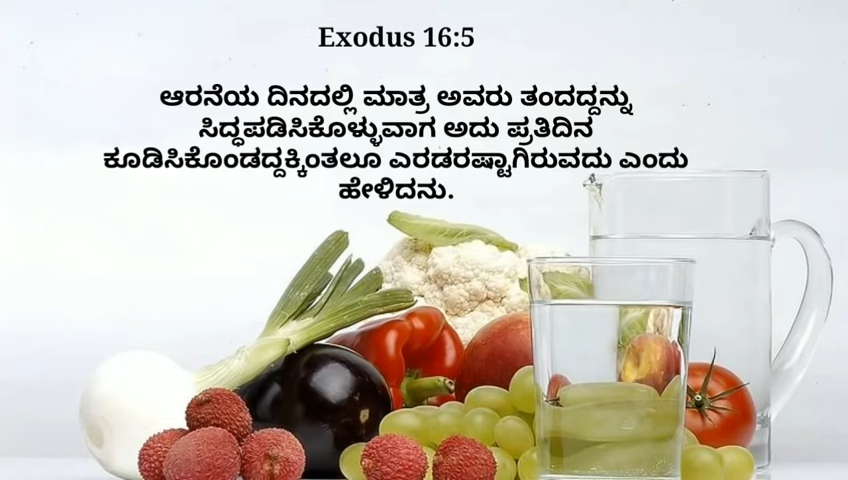 Exodus 16:5
ಆರನೆಯ ದಿನದಲ್ಲಿ ಮಾತ್ರ ಅವರು ತಂದದ್ದನ್ನು
ಸಿದ್ಧಪಡಿಸಿಕೊಳ್ಳುವಾಗ ಅದು ಪ್ರತಿದಿನ
ಕೂಡಿಸಿಕೊಂಡದ್ದಕ್ಕಿಂತಲೂ ಎರಡರಷ್ಟಾಗಿರುವದು ಎಂದು
ಹೇಳಿದನು.